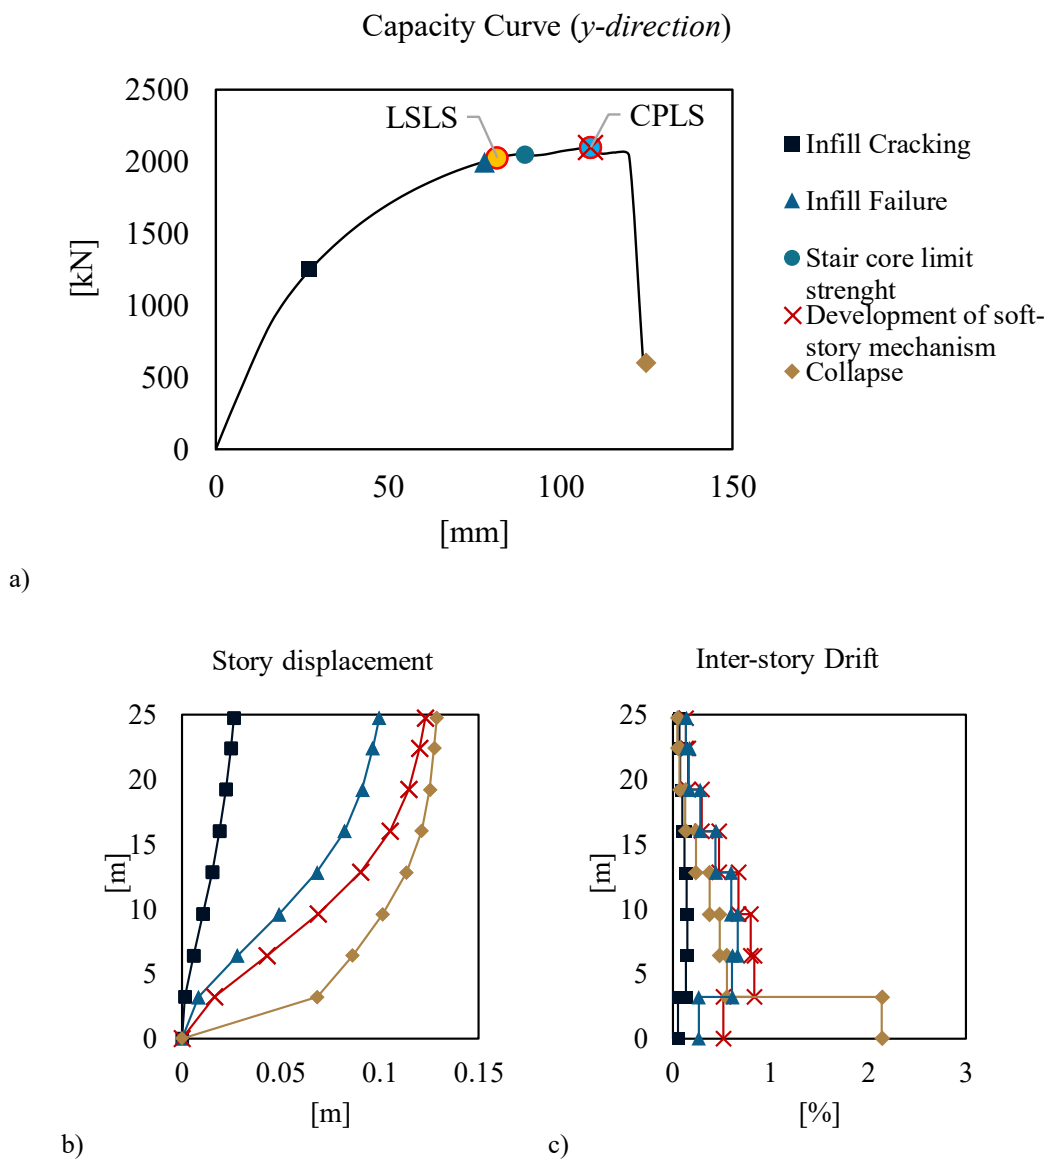 Capacity Curve (y-direction)
2500
2000
1500
1000
500
0
[kN]
LSLS
CPLS
0 50 100 150
[mm]
Infill Cracking
Infill Failure
Stair core limit
strenght
Development of soft-
story mechanism
Collapse
a)
Story displacement
25
20
15
10
5
0
[m]
0 0.05 0.1 0.15
[m]
b)
Inter-story Drift
25
20
15
10
5
0
[m]
0 1 2 3
[%]
c)